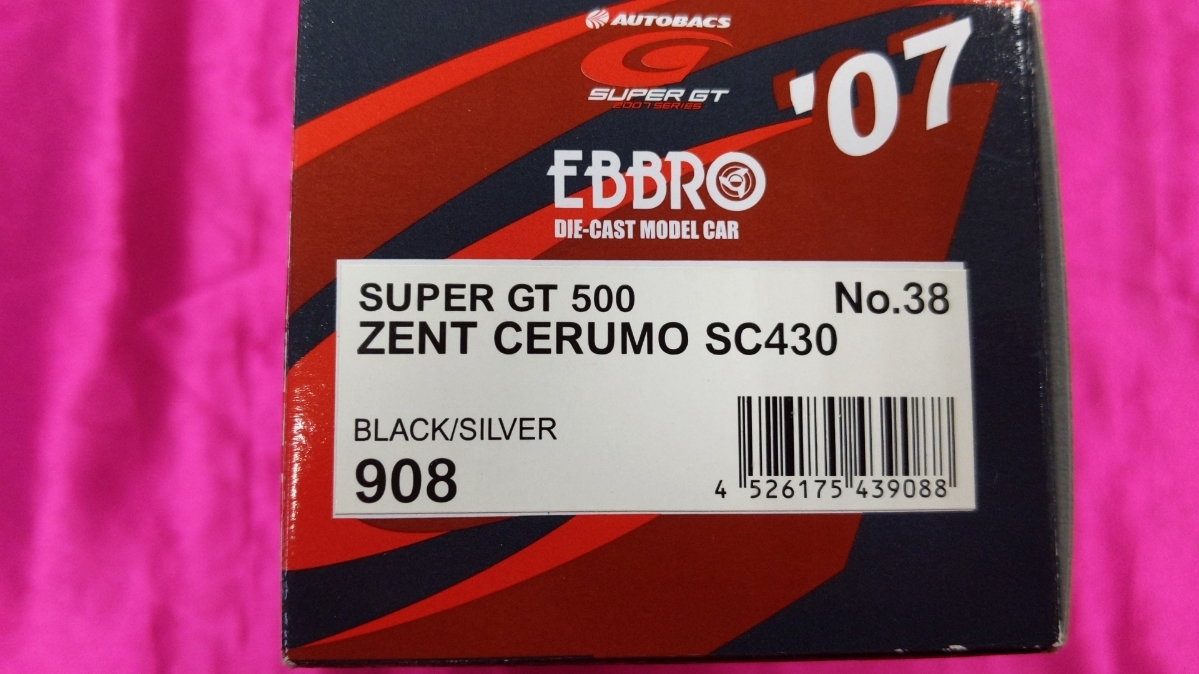 AUTOBACS
SUPER GT
2007 SERIES
'07
EBBRO
DIE-CAST MODEL CAR
SUPER GT 500 No.38
ZENT CERUMO SC430
BLACK/SILVER
908
4 526175 439088